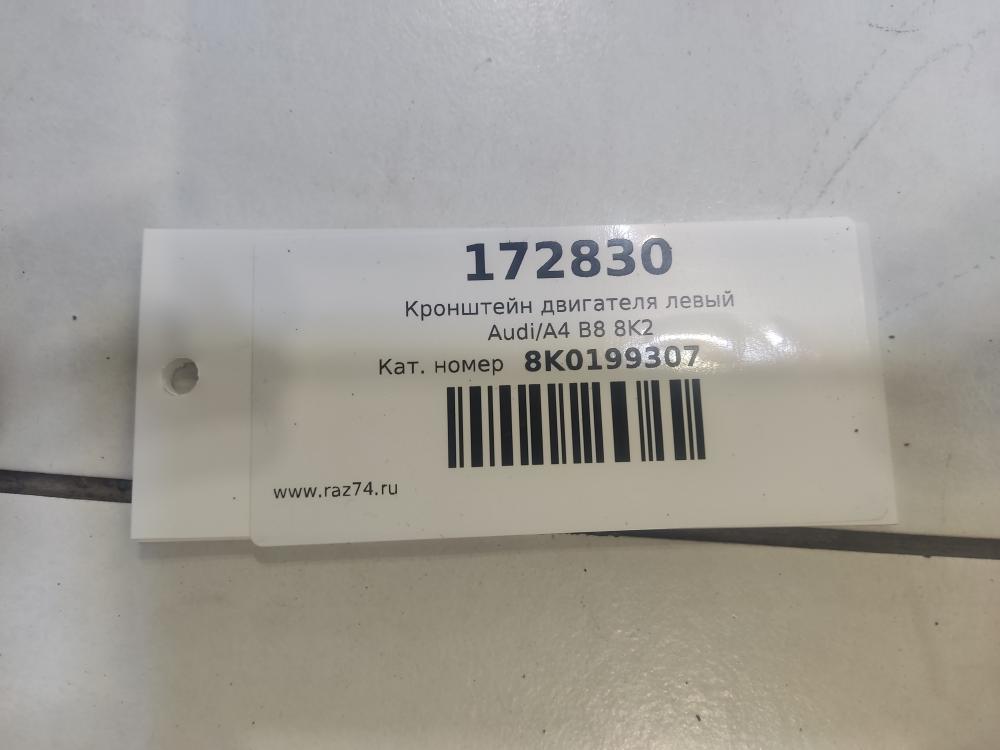 172830
Кронштейн двигателя левый
Audi/A4 B8 8K2
Кат. номер 8K0199307
www.raz74.ru